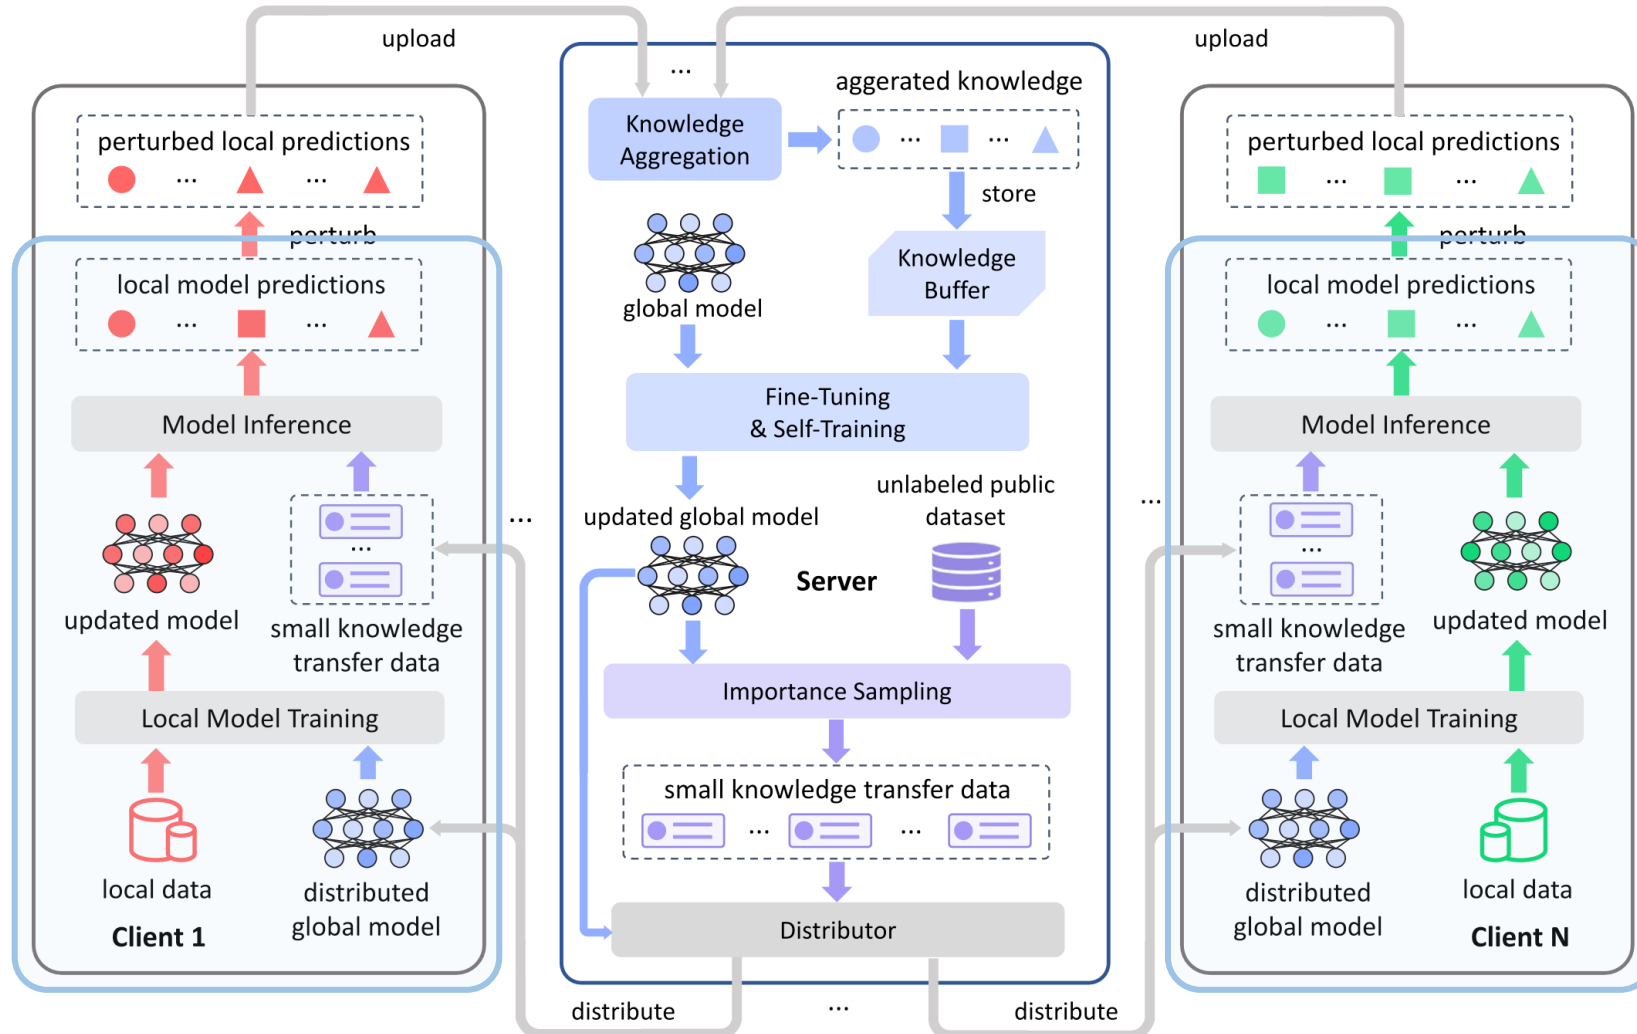 upload
perturbed local predictions
...
...
perturb
local model predictions
...
...
Model Inference
...
updated model
small knowledge
transfer data
Local Model Training
local data
distributed
global model
Client 1
...
...
aggerated knowledge
Knowledge
Aggregation
...
...
store
global model
Knowledge
Buffer
Fine-Tuning
& Self-Training
updated global model
unlabeled public
dataset
Server
Importance Sampling
small knowledge transfer data
...
...
Distributor
distribute
...
distribute
...
upload
perturbed local predictions
...
...
perturb
local model predictions
...
...
Model Inference
...
small knowledge
transfer data
updated model
Local Model Training
distributed
global model
local data
Client N